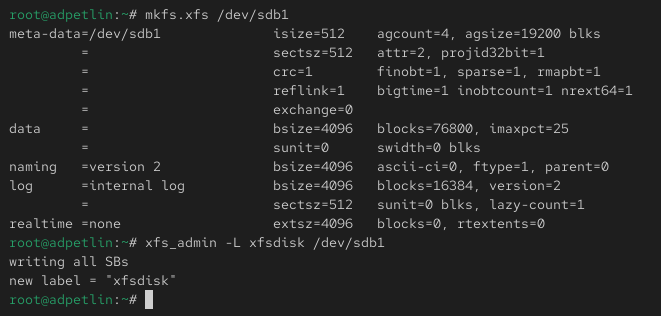 root@adpetlin:~# mkfs.xfs /dev/sdb1
meta-data=/dev/sdb1              isize=512    agcount=4, agsize=19200 blks
         =                       sectsz=512   attr=2, projid32bit=1
         =                       crc=1        finobt=1, sparse=1, rmapbt=1
         =                       reflink=1    bigtime=1 inobtcount=1 nrext64=1
         =                       exchange=0
data     =                       bsize=4096   blocks=76800, imaxpct=25
         =                       sunit=0      swidth=0 blks
naming   =version 2              bsize=4096   ascii-ci=0, ftype=1, parent=0
log      =internal log           bsize=4096   blocks=16384, version=2
         =                       sectsz=512   sunit=0 blks, lazy-count=1
realtime =none                   extsz=4096   blocks=0, rtextents=0
root@adpetlin:~# xfs_admin -L xfsdisk /dev/sdb1
writing all SBs
new label = "xfsdisk"
root@adpetlin:~#